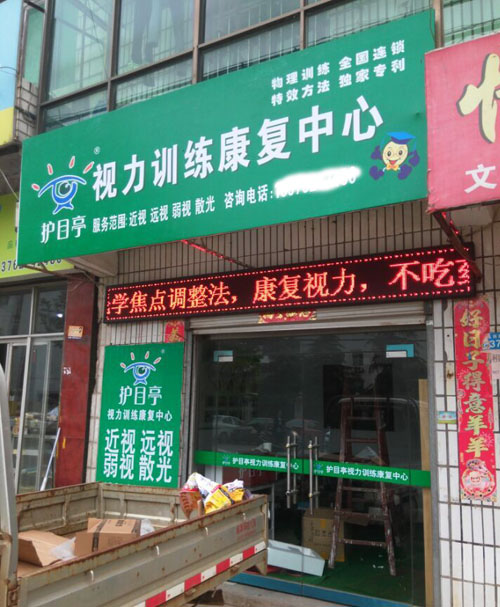 物理训练 全国连锁
特效方法 独家专利
视力训练康复中心
®
护目亭
服务范围:近视 远视 弱视 散光 咨询电话:
文
学焦点调整法,康复视力,不吃
好日子得意羊羊
护目亭
视力训练康复中心
近视 远视
弱视 散光
护目亭视力训练康复中心 护目亭视力训练康复中心